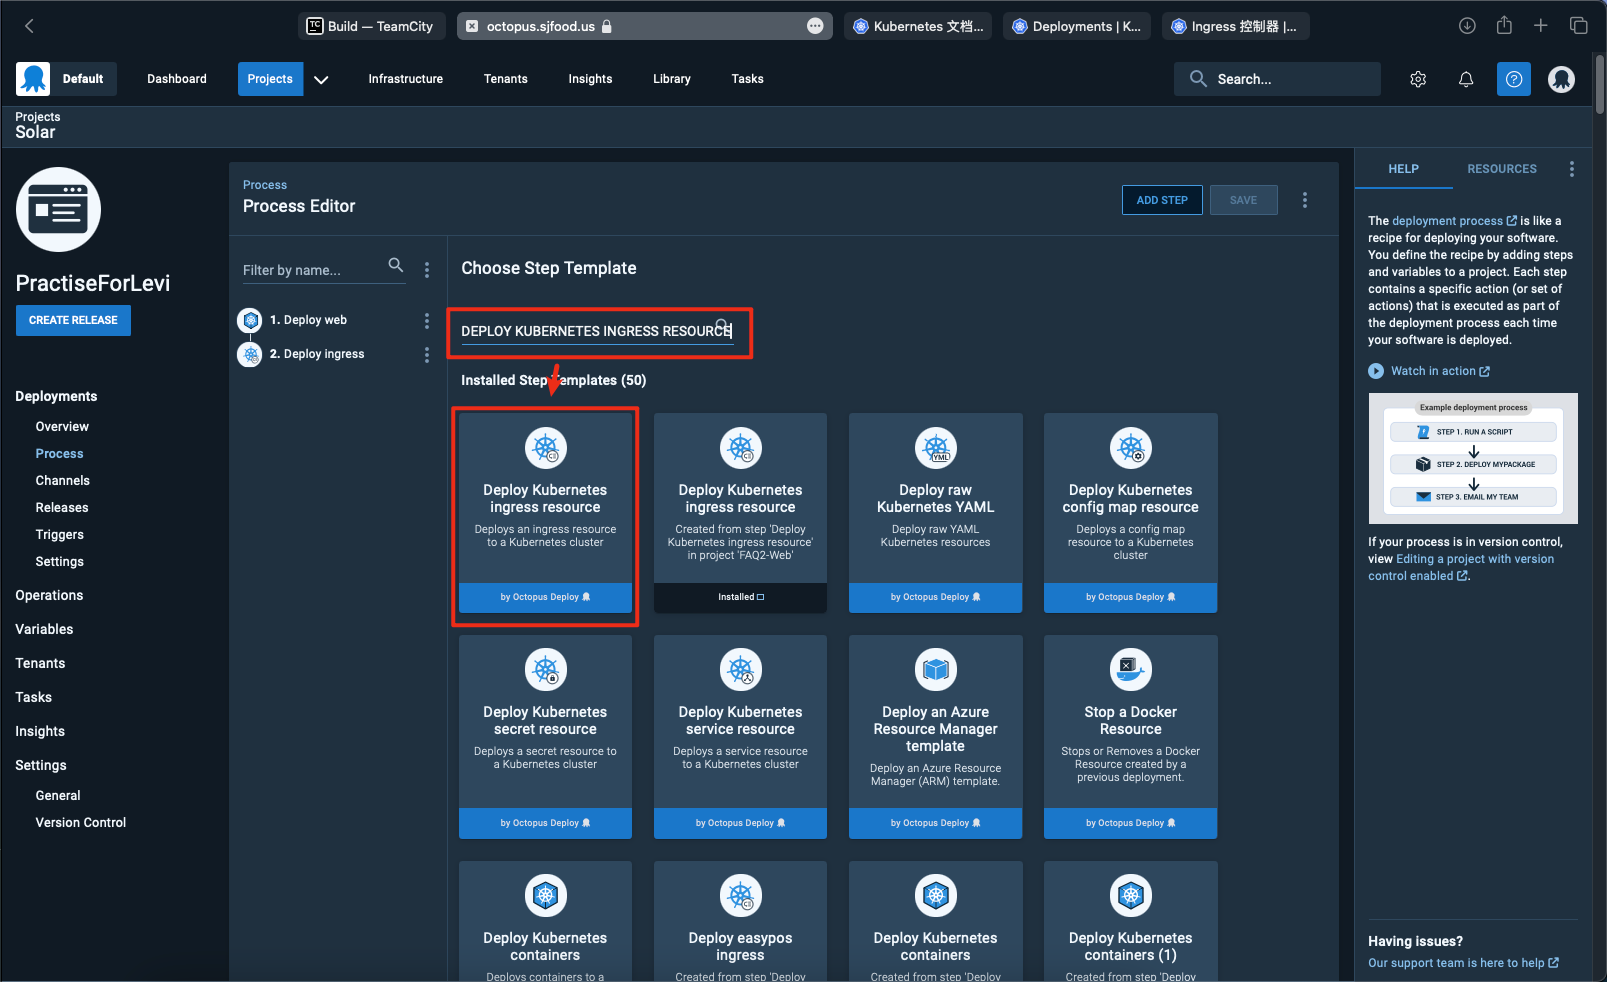 Build — TeamCity
octopus.sjfood.us
Kubernetes 文档...
Deployments | K...
Ingress 控制器 |...
Default
Dashboard
Projects
Infrastructure
Tenants
Insights
Library
Tasks
Search...
Projects
Solar
PractiseForLevi
CREATE RELEASE
Deployments
Overview
Process
Channels
Releases
Triggers
Settings
Operations
Variables
Tenants
Tasks
Insights
Settings
General
Version Control
Process
Process Editor
ADD STEP
SAVE
Filter by name...
1. Deploy web
2. Deploy ingress
Choose Step Template
DEPLOY KUBERNETES INGRESS RESOURCE
Installed Step Templates (50)
Deploy Kubernetes
ingress resource
Deploys an ingress resource
to a Kubernetes cluster
by Octopus Deploy
Deploy Kubernetes
ingress resource
Created from step 'Deploy
Kubernetes ingress resource'
in project 'FAQ2-Web'
Installed
Deploy raw
Kubernetes YAML
Deploy raw YAML
Kubernetes resources
by Octopus Deploy
Deploy Kubernetes
config map resource
Deploys a config map
resource to a Kubernetes
cluster
by Octopus Deploy
Deploy Kubernetes
secret resource
Deploys a secret resource to
a Kubernetes cluster
by Octopus Deploy
Deploy Kubernetes
service resource
Deploys a service resource
to a Kubernetes cluster
by Octopus Deploy
Deploy an Azure
Resource Manager
template
Deploy an Azure Resource
Manager (ARM) template.
by Octopus Deploy
Stop a Docker
Resource
Stops or Removes a Docker
Resource created by a
previous deployment.
by Octopus Deploy
Deploy Kubernetes
containers
Deploys containers to a
Deploy easypos
ingress
Created from step 'Deploy
Deploy Kubernetes
containers
Created from step 'Deploy
Deploy Kubernetes
containers (1)
Created from step 'Deploy
HELP
RESOURCES
The deployment process is like a
recipe for deploying your software.
You define the recipe by adding steps
and variables to a project. Each step
contains a specific action (or set of
actions) that is executed as part of
the deployment process each time
your software is deployed.
Watch in action
Example deployment process
STEP 1. RUN A SCRIPT
STEP 2. DEPLOY MYPACKAGE
STEP 3. EMAIL MY TEAM
If your process is in version control,
view Editing a project with version
control enabled.
Having issues?
Our support team is here to help